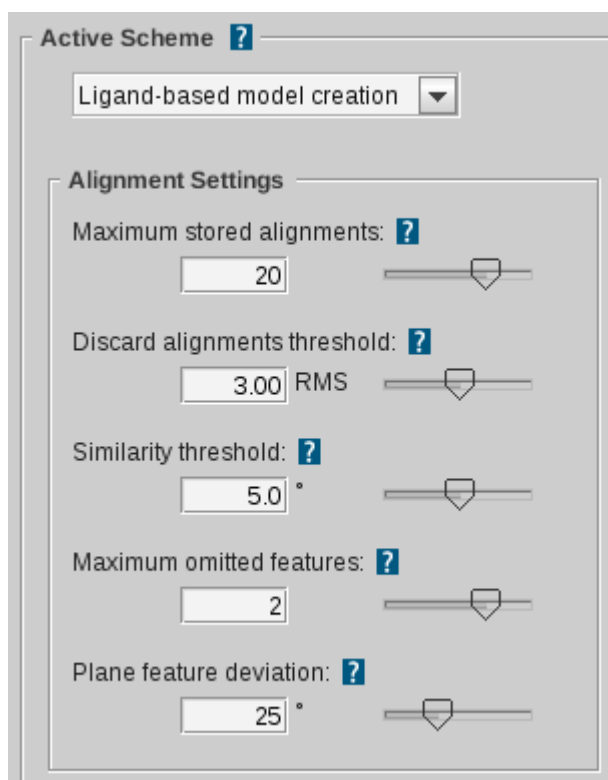 Active Scheme ?
Ligand-based model creation
Alignment Settings
Maximum stored alignments: ?
20
Discard alignments threshold: ?
3.00 RMS
Similarity threshold: ?
5.0 °
Maximum omitted features: ?
2
Plane feature deviation: ?
25 °